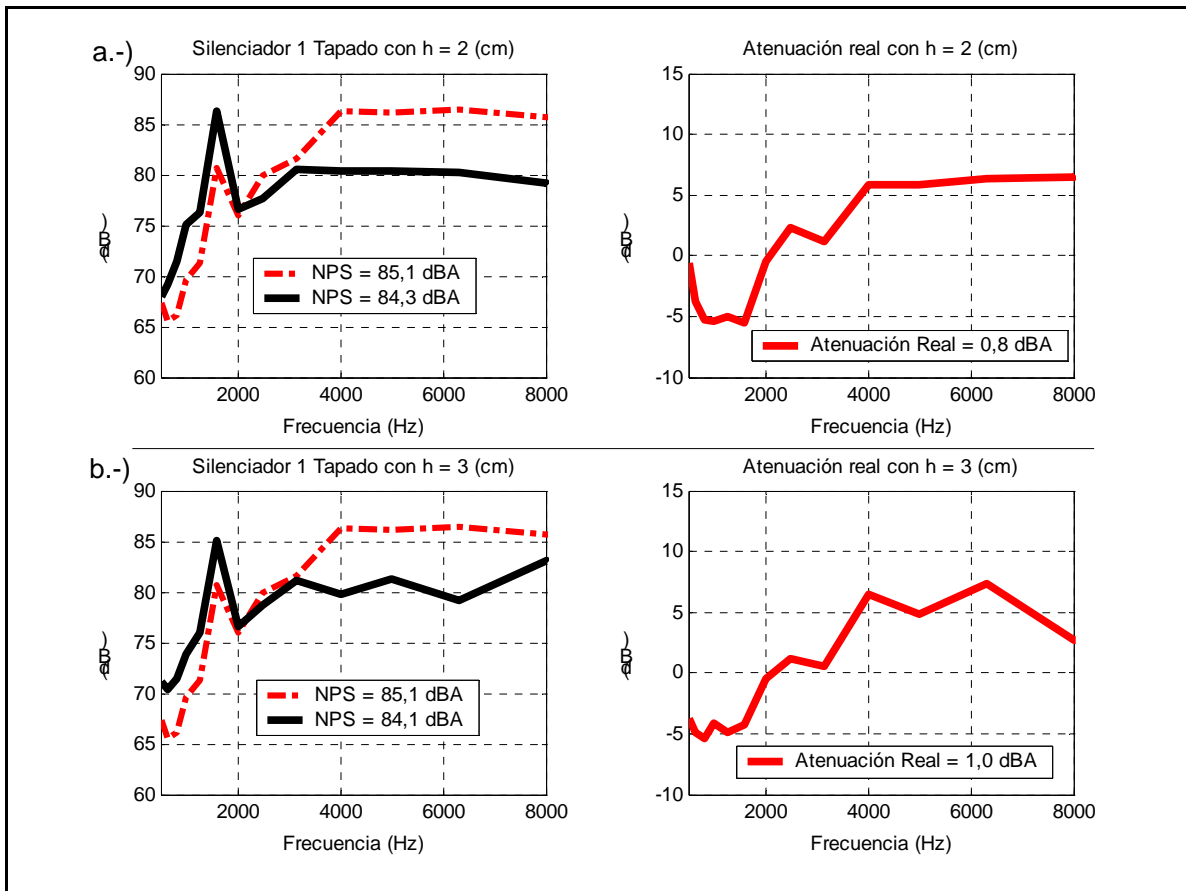 a.-)
Silenciador 1 Tapado con h = 2 (cm)
90
85
80
75
70
65
60
(dB)
NPS = 85,1 dBA
NPS = 84,3 dBA
2000 4000 6000 8000
Frecuencia (Hz)
Atenuación real con h = 2 (cm)
15
10
5
0
-5
-10
(dB)
Atenuación Real = 0,8 dBA
2000 4000 6000 8000
Frecuencia (Hz)
b.-)
Silenciador 1 Tapado con h = 3 (cm)
90
85
80
75
70
65
60
(dB)
NPS = 85,1 dBA
NPS = 84,1 dBA
2000 4000 6000 8000
Frecuencia (Hz)
Atenuación real con h = 3 (cm)
15
10
5
0
-5
-10
(dB)
Atenuación Real = 1,0 dBA
2000 4000 6000 8000
Frecuencia (Hz)